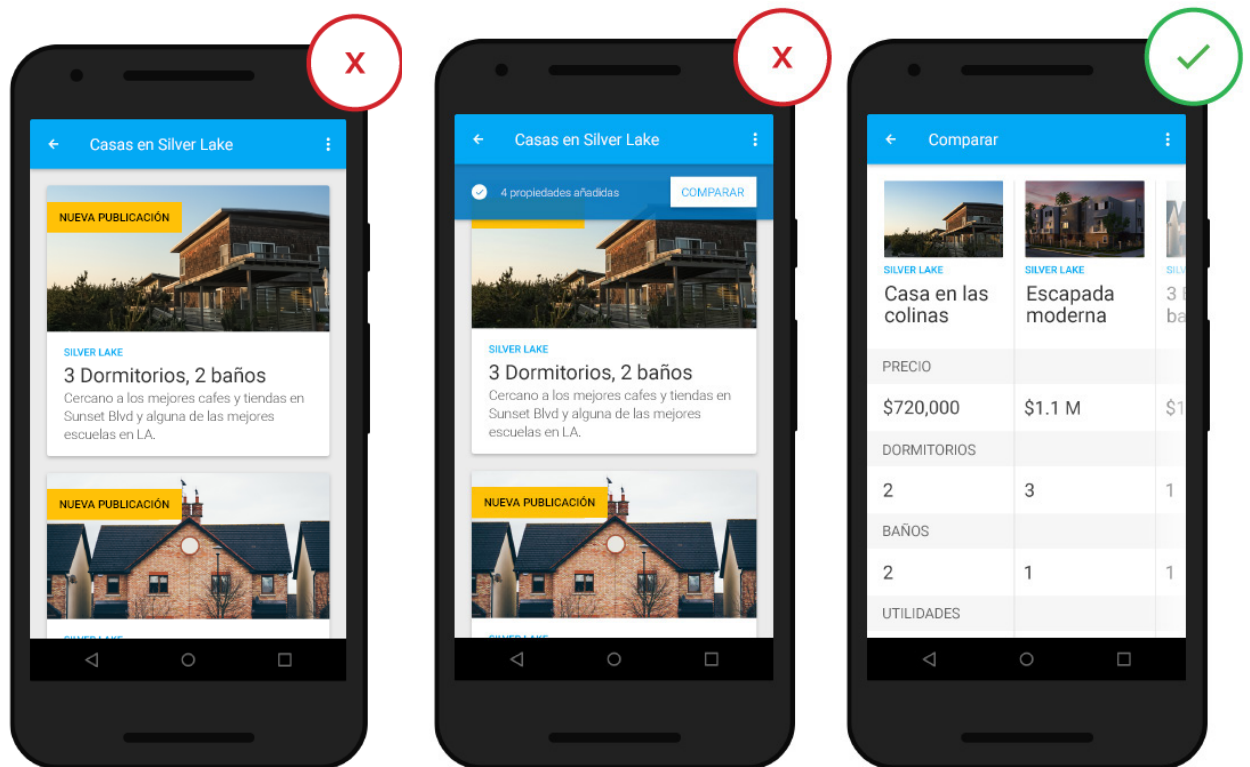 X
Casas en Silver Lake
NUEVA PUBLICACIÓN
SILVER LAKE
3 Dormitorios, 2 baños
Cercano a los mejores cafes y tiendas en
Sunset Blvd y alguna de las mejores
escuelas en LA.
NUEVA PUBLICACIÓN
SILVER LAKE
X
Casas en Silver Lake
4 propiedades añadidas
COMPARAR
SILVER LAKE
3 Dormitorios, 2 baños
Cercano a los mejores cafes y tiendas en
Sunset Blvd y alguna de las mejores
escuelas en LA.
NUEVA PUBLICACIÓN
SILVER LAKE
Comparar
SILVER LAKE
Casa en las
colinas
SILVER LAKE
Escapada
moderna
PRECIO
$720,000 $1.1 M
DORMITORIOS
2 3 1
BAÑOS
2 1 1
UTILIDADES